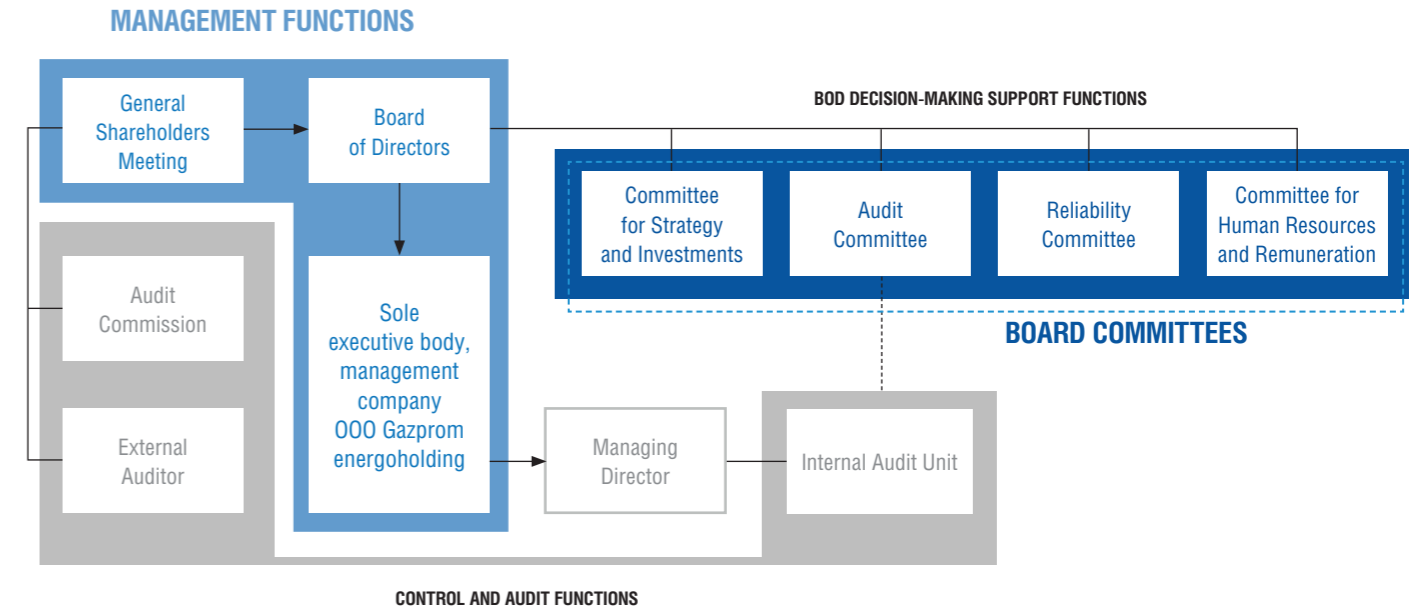 MANAGEMENT FUNCTIONS
BOD DECISION-MAKING SUPPORT FUNCTIONS
General
Shareholders
Meeting
Board
of Directors
Committee
for Strategy
and Investments
Audit
Committee
Reliability
Committee
Committee for
Human Resources
and Remuneration
BOARD COMMITTEES
Audit
Commission
Sole
executive body,
management
company
OOO Gazprom
energoholding
External
Auditor
Managing
Director
Internal Audit Unit
CONTROL AND AUDIT FUNCTIONS